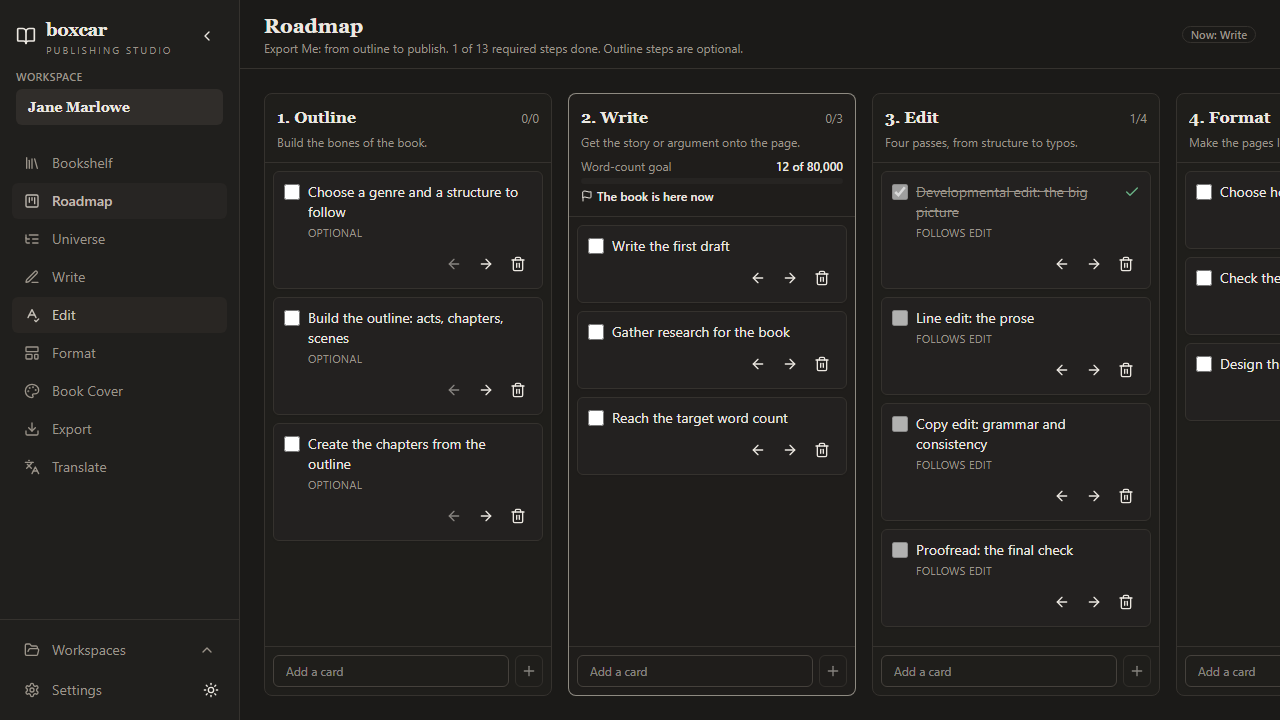 boxcar
PUBLISHING STUDIO
WORKSPACE
Jane Marlowe
Bookshelf
Roadmap
Universe
Write
Edit
Format
Book Cover
Export
Translate
Workspaces
Settings
Roadmap
Export Me: from outline to publish. 1 of 13 required steps done. Outline steps are optional.
Now: Write
1. Outline 0/0
Build the bones of the book.
Choose a genre and a structure to
follow
OPTIONAL
Build the outline: acts, chapters,
scenes
OPTIONAL
Create the chapters from the
outline
OPTIONAL
Add a card
2. Write 0/3
Get the story or argument onto the page.
Word-count goal 12 of 80,000
The book is here now
Write the first draft
Gather research for the book
Reach the target word count
Add a card
3. Edit 1/4
Four passes, from structure to typos.
Developmental edit: the big
picture
FOLLOWS EDIT
Line edit: the prose
FOLLOWS EDIT
Copy edit: grammar and
consistency
FOLLOWS EDIT
Proofread: the final check
FOLLOWS EDIT
Add a card
4. Format
Make the pages
Choose
Check the
Design
Add a card